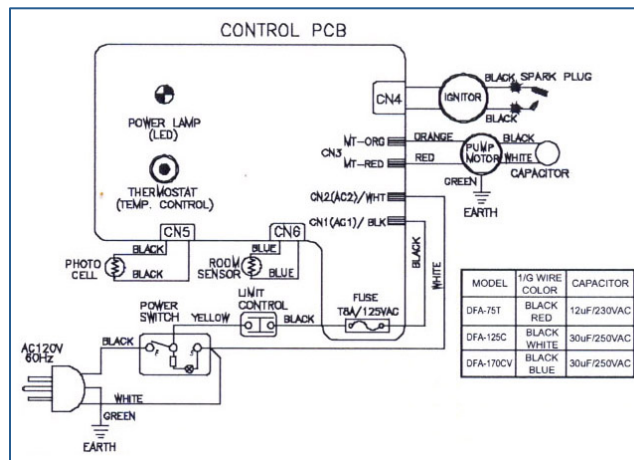 CONTROL PCB
POWER LAMP
(LED)
THERMOSTAT
(TEMP. CONTROL)
CN4
BLACK
SPARK PLUG
IGNITOR
BLACK
CN3
MT-ORG
ORANGE
MT-RED
RED
PUMP
MOTOR
BLACK
WHITE
CAPACITOR
GREEN
EARTH
CN2(AC2)/WHT
CN1(AC1)/ BLK
BLACK
WHITE
CN5
CN6
BLACK
BLUE
PHOTO
CELL
BLACK
ROOM
SENSOR
BLUE
POWER
SWITCH
YELLOW
LIMIT
CONTROL
BLACK
FUSE
T8A/125VAC
AC120V
60Hz
BLACK
WHITE
GREEN
EARTH
MODEL 1/G WIRE COLOR CAPACITOR
DFA-75T BLACK RED 12uF/230VAC
DFA-125C BLACK WHITE 30uF/250VAC
DFA-170CV BLACK BLUE 30uF/250VAC